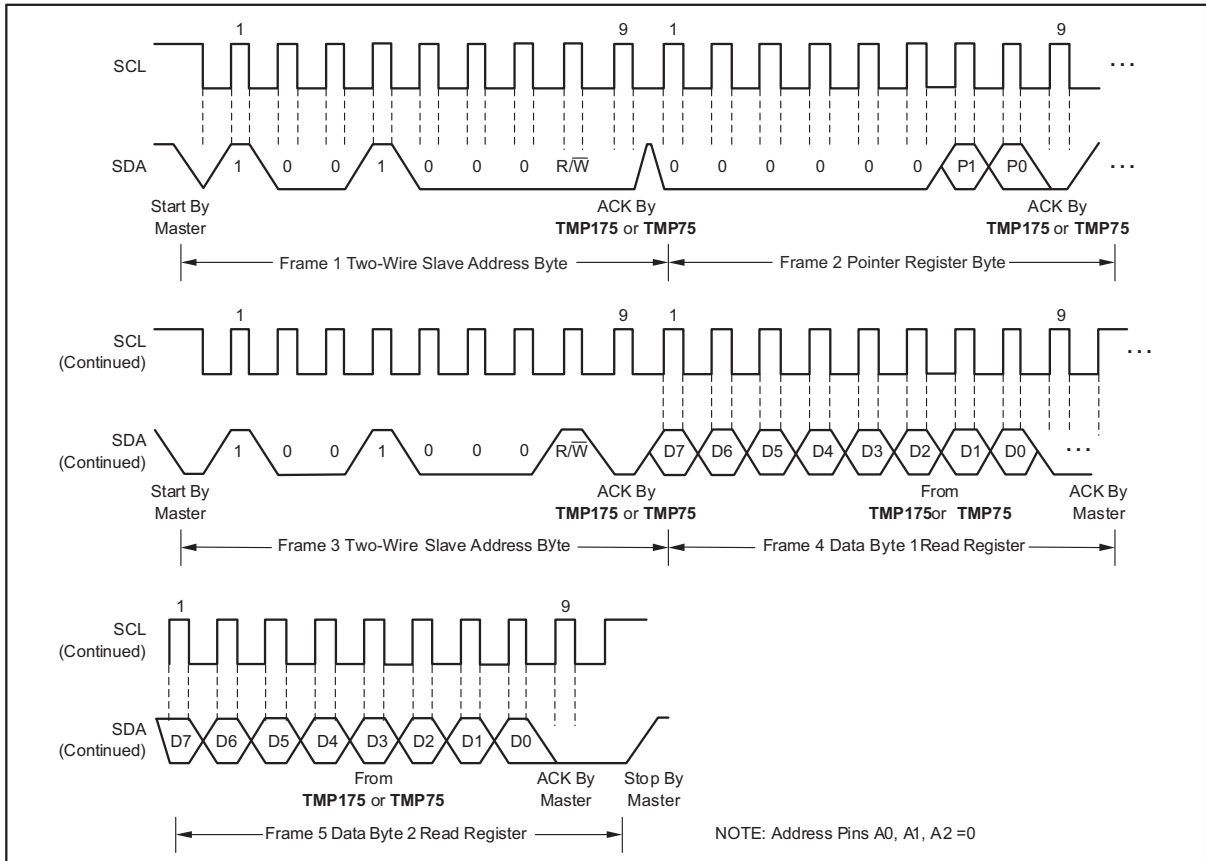 1 9 1 9
SCL ...
SDA 1 0 0 1 0 0 0 R/W̅ 0 0 0 0 0 0 P1 P0 ...
Start By Master
ACK By TMP175 or TMP75
ACK By TMP175 or TMP75
Frame 1 Two-Wire Slave Address Byte
Frame 2 Pointer Register Byte
1 9 1 9
SCL (Continued) ...
SDA (Continued) 1 0 0 1 0 0 0 R/W̅ D7 D6 D5 D4 D3 D2 D1 D0 ...
Start By Master
ACK By TMP175 or TMP75
From TMP175or TMP75
ACK By Master
Frame 3 Two-Wire Slave Address Byte
Frame 4 Data Byte 1Read Register
1 9
SCL (Continued)
SDA (Continued) D7 D6 D5 D4 D3 D2 D1 D0
From TMP175 or TMP75
ACK By Master
Stop By Master
Frame 5 Data Byte 2 Read Register
NOTE: Address Pins A0, A1, A2 =0